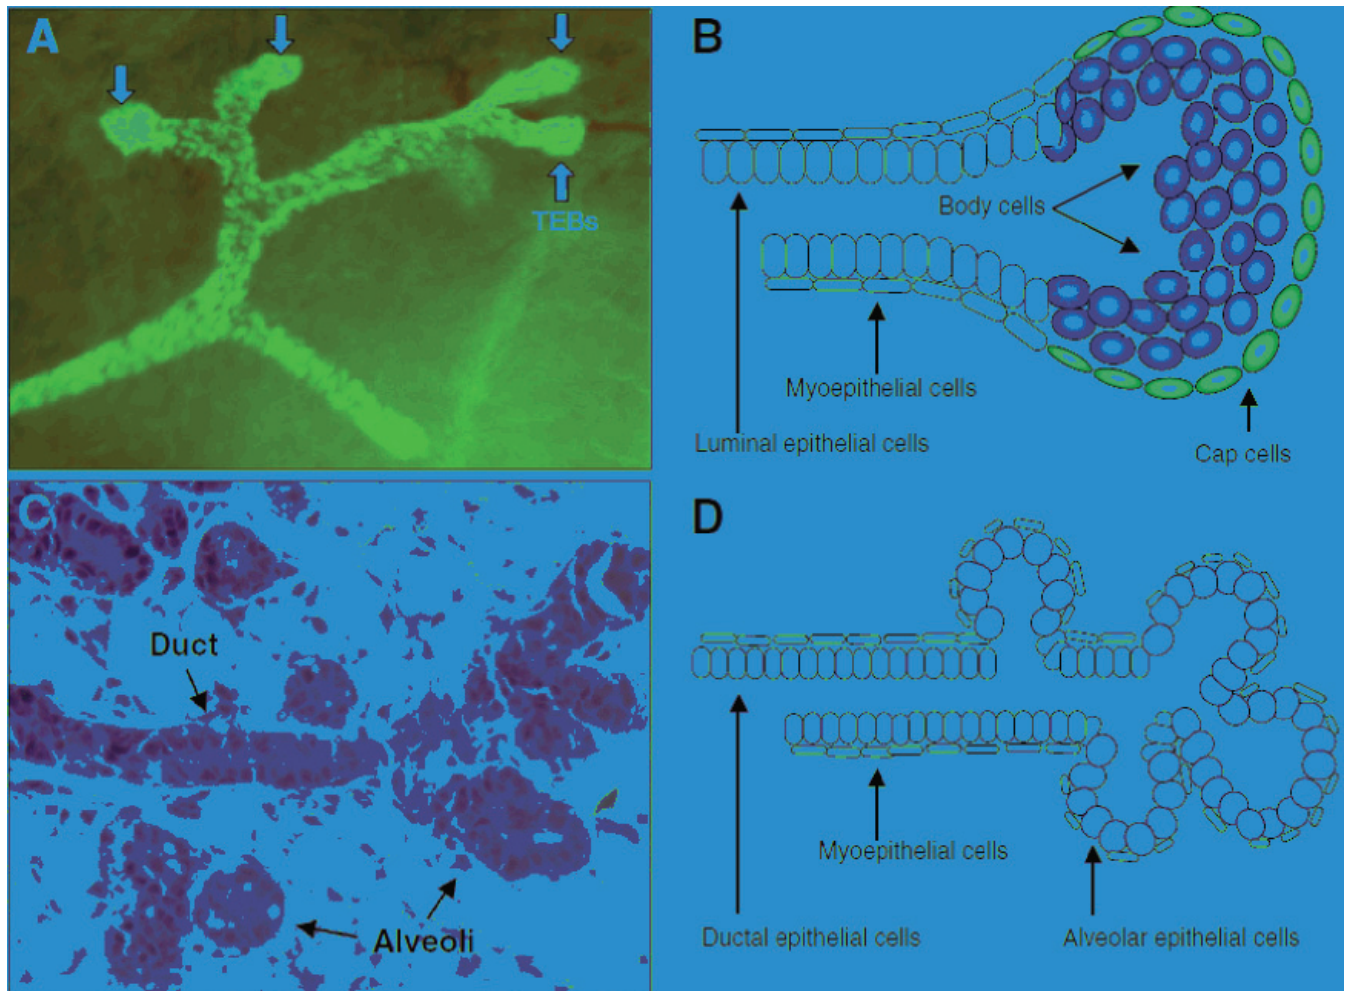 A
TEBs
B
Body cells
Myoepithelial cells
Luminal epithelial cells
Cap cells
C
Duct
Alveoli
D
Myoepithelial cells
Ductal epithelial cells
Alveolar epithelial cells